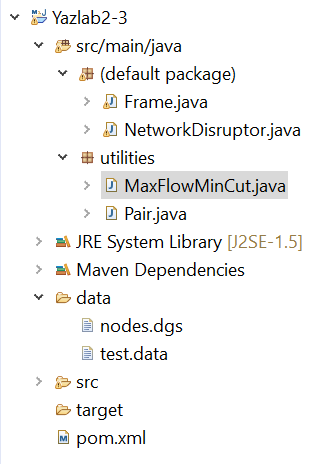 Yazlab2-3
src/main/java
(default package)
Frame.java
NetworkDisruptor.java
utilities
MaxFlowMinCut.java
Pair.java
JRE System Library [J2SE-1.5]
Maven Dependencies
data
nodes.dgs
test.data
src
target
pom.xml